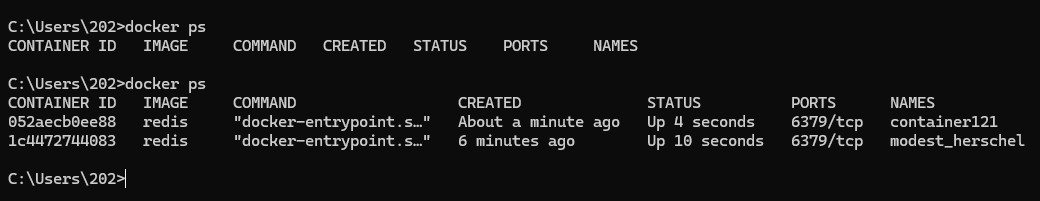 C:\Users\202>docker ps
CONTAINER ID   IMAGE     COMMAND   CREATED   STATUS    PORTS     NAMES
C:\Users\202>docker ps
CONTAINER ID   IMAGE     COMMAND                  CREATED              STATUS          PORTS      NAMES
052aecb0ee88   redis     "docker-entrypoint.s…"   About a minute ago   Up 4 seconds    6379/tcp   container121
1c4472744083   redis     "docker-entrypoint.s…"   6 minutes ago        Up 10 seconds   6379/tcp   modest_herschel
C:\Users\202>